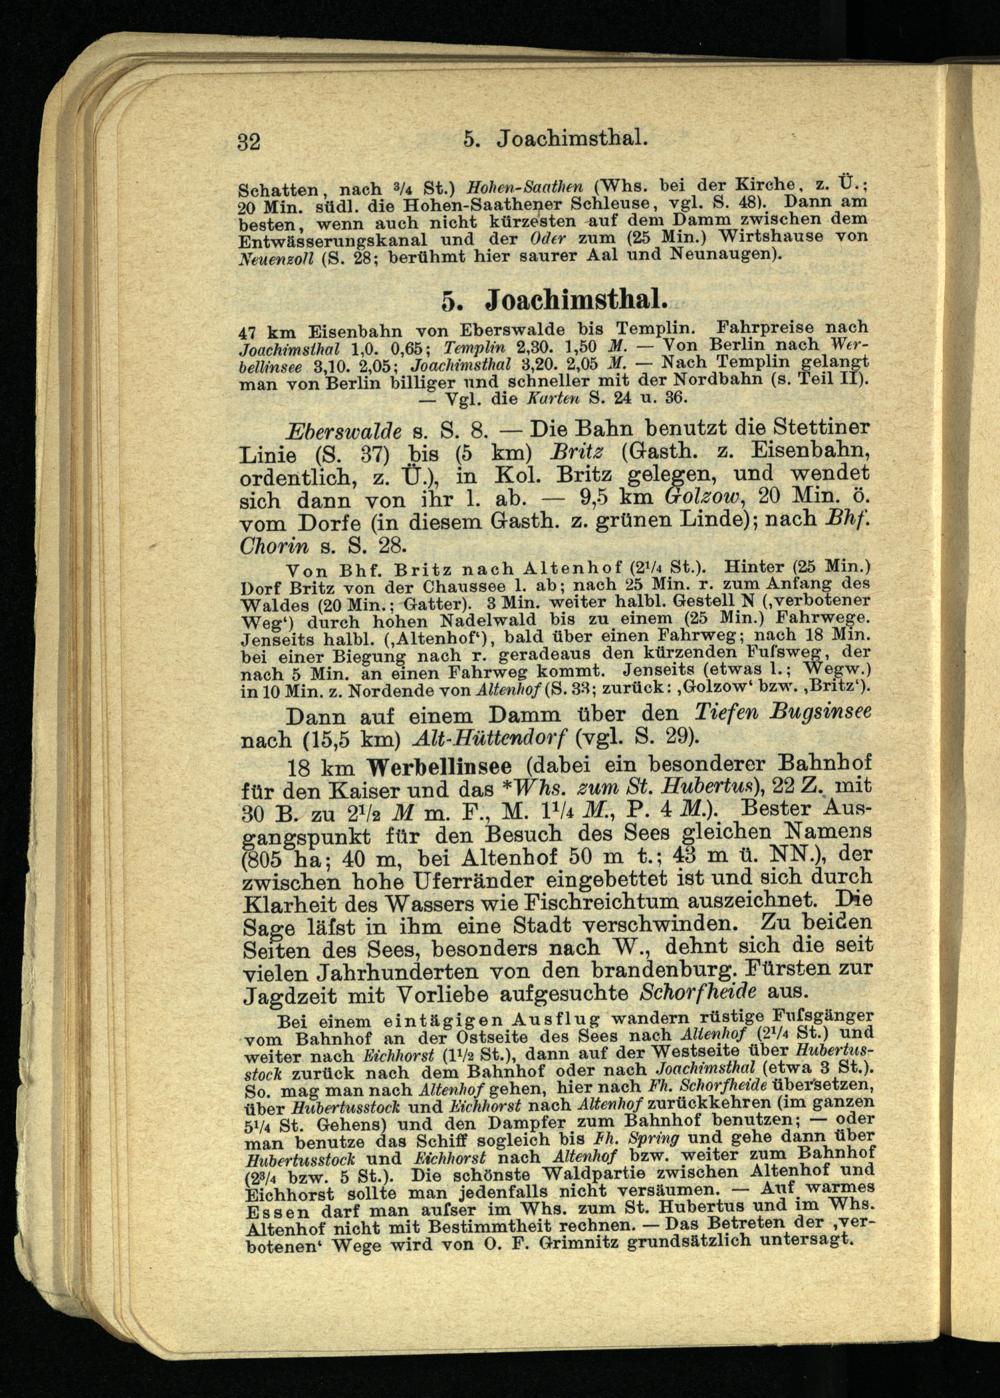 32
5. Joachimsthal.
Schatten, nach ³/₄ St.) Hohen-Saathen (Whs. bei der Kirche, z. Ü.;
20 Min. südl. die Hohen-Saathener Schleuse, vgl. S. 48). Dann am
besten, wenn auch nicht kürzesten auf dem Damm zwischen dem
Entwässerungskanal und der Oder zum (25 Min.) Wirtshause von
Neuenzoll (S. 28; berühmt hier saurer Aal und Neunaugen).
5. Joachimsthal.
47 km Eisenbahn von Eberswalde bis Templin. Fahrpreise nach
Joachimsthal 1,0. 0,65; Templin 2,30. 1,50 M. — Von Berlin nach Wer-
bellinsee 3,10. 2,05; Joachimsthal 3,20. 2,05 M. — Nach Templin gelangt
man von Berlin billiger und schneller mit der Nordbahn (s. Teil II).
— Vgl. die Karten S. 24 u. 36.
Eberswalde s. S. 8. — Die Bahn benutzt die Stettiner
Linie (S. 37) bis (5 km) Britz (Gasth. z. Eisenbahn,
ordentlich, z. Ü.), in Kol. Britz gelegen, und wendet
sich dann von ihr l. ab. — 9,5 km Golzow, 20 Min. ö.
vom Dorfe (in diesem Gasth. z. grünen Linde); nach Bhf.
Chorin s. S. 28.
Von Bhf. Britz nach Altenhof (2¹/₄ St.). Hinter (25 Min.)
Dorf Britz von der Chaussee l. ab; nach 25 Min. r. zum Anfang des
Waldes (20 Min.; Gatter). 3 Min. weiter halbl. Gestell N (‚verbotener
Weg‘) durch hohen Nadelwald bis zu einem (25 Min.) Fahrwege.
Jenseits halbl. (‚Altenhof‘), bald über einen Fahrweg; nach 18 Min.
bei einer Biegung nach r. geradeaus den kürzenden Fufsweg, der
nach 5 Min. an einen Fahrweg kommt. Jenseits (etwas l.; Wegw.)
in 10 Min. z. Nordende von Altenhof (S. 33; zurück: ‚Golzow‘ bzw. ‚Britz‘).
Dann auf einem Damm über den Tiefen Bugsinsee
nach (15,5 km) Alt-Hüttendorf (vgl. S. 29).
18 km Werbellinsee (dabei ein besonderer Bahnhof
für den Kaiser und das *Whs. zum St. Hubertus), 22 Z. mit
30 B. zu 2¹/₂ M m. F., M. 1¹/₄ M., P. 4 M.). Bester Aus-
gangspunkt für den Besuch des Sees gleichen Namens
(805 ha; 40 m, bei Altenhof 50 m t.; 43 m ü. NN.), der
zwischen hohe Uferränder eingebettet ist und sich durch
Klarheit des Wassers wie Fischreichtum auszeichnet. Die
Sage läfst in ihm eine Stadt verschwinden. Zu beiden
Seiten des Sees, besonders nach W., dehnt sich die seit
vielen Jahrhunderten von den brandenburg. Fürsten zur
Jagdzeit mit Vorliebe aufgesuchte Schorfheide aus.
Bei einem eintägigen Ausflug wandern rüstige Fufsgänger
vom Bahnhof an der Ostseite des Sees nach Altenhof (2¹/₄ St.) und
weiter nach Eichhorst (1¹/₂ St.), dann auf der Westseite über Hubertus-
stock zurück nach dem Bahnhof oder nach Joachimsthal (etwa 3 St.).
So. mag man nach Altenhof gehen, hier nach Fh. Schorfheide übersetzen,
über Hubertusstock und Eichhorst nach Altenhof zurückkehren (im ganzen
5¹/₄ St. Gehens) und den Dampfer zum Bahnhof benutzen; — oder
man benutze das Schiff sogleich bis Fh. Spring und gehe dann über
Hubertusstock und Eichhorst nach Altenhof bzw. weiter zum Bahnhof
(2³/₄ bzw. 5 St.). Die schönste Waldpartie zwischen Altenhof und
Eichhorst sollte man jedenfalls nicht versäumen. — Auf warmes
Essen darf man aufser im Whs. zum St. Hubertus und im Whs.
Altenhof nicht mit Bestimmtheit rechnen. — Das Betreten der ‚ver-
botenen‘ Wege wird von O. F. Grimnitz grundsätzlich untersagt.